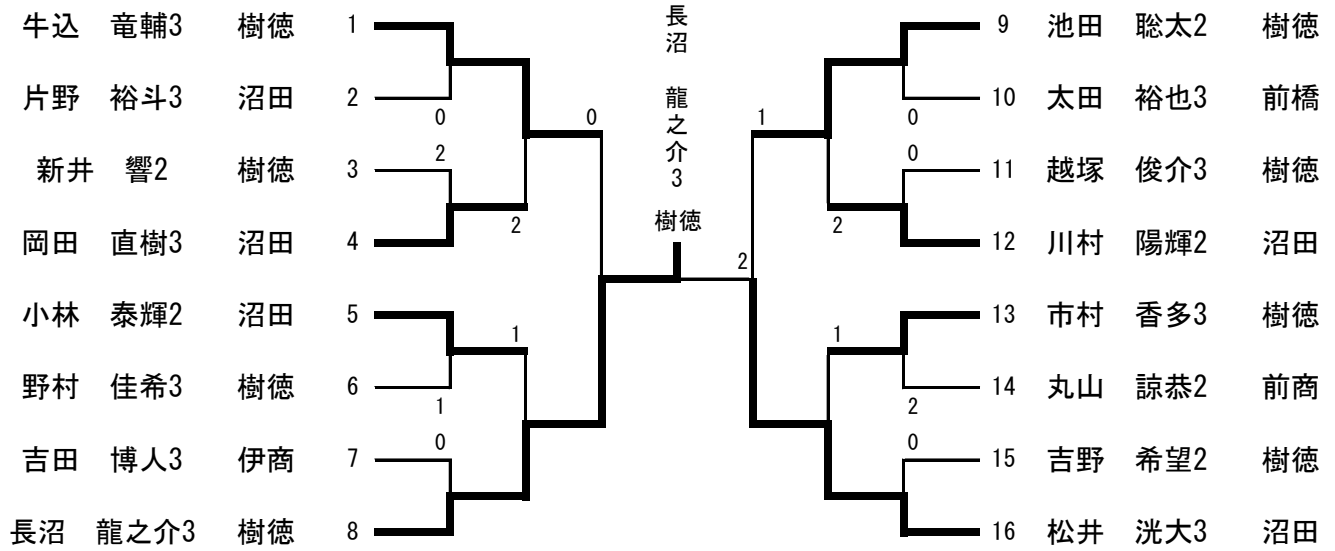 牛込 竜輔3 樹徳 1
片野 裕斗3 沼田 2
0
2
新井 響2 樹徳 3
岡田 直樹3 沼田 4
2
0
小林 泰輝2 沼田 5
1
野村 佳希3 樹徳 6
1
0
吉田 博人3 伊商 7
長沼 龍之介3 樹徳 8
長沼 龍之介3
樹徳
9 池田 聡太2 樹徳
1
10 太田 裕也3 前橋
0
0
11 越塚 俊介3 樹徳
12 川村 陽輝2 沼田
2
2
13 市村 香多3 樹徳
1
14 丸山 諒恭2 前商
2
0
15 吉野 希望2 樹徳
16 松井 洸大3 沼田